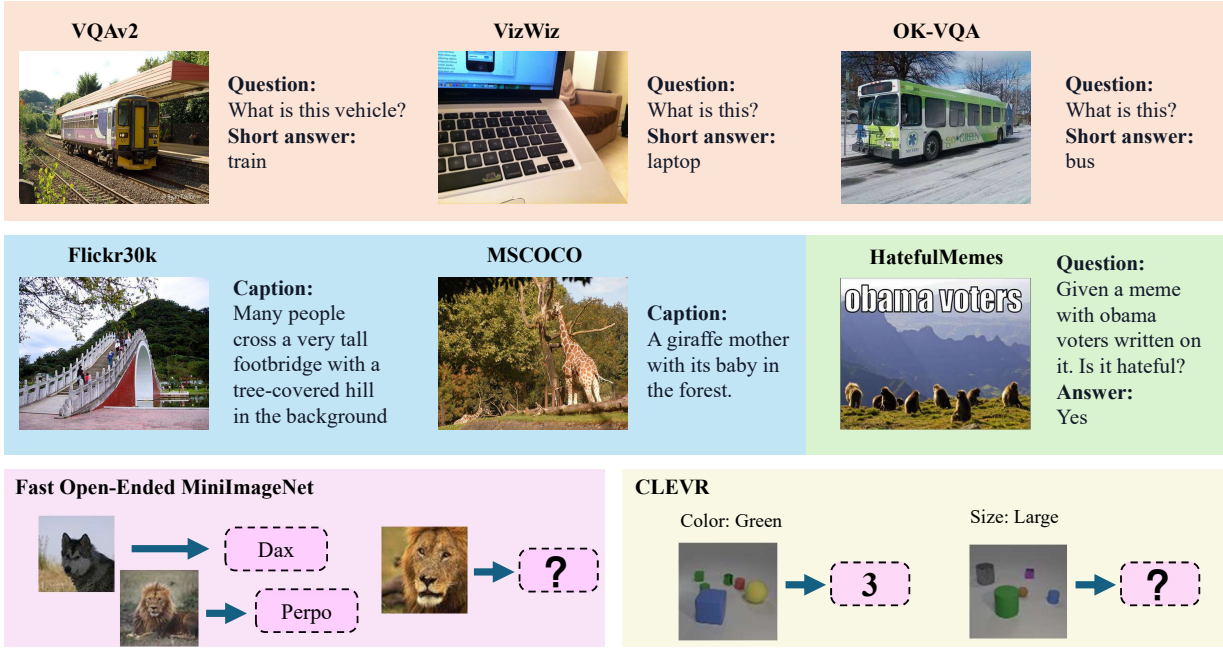 VQAv2
Question:
What is this vehicle?
Short answer:
train
VizWiz
Question:
What is this?
Short answer:
laptop
OK-VQA
GREEN
Question:
What is this?
Short answer:
bus
Flickr30k
Caption:
Many people
cross a very tall
footbridge with a
tree-covered hill
in the background
MSCOCO
Caption:
A giraffe mother
with its baby in
the forest.
HatefulMemes
obama voters
Question:
Given a meme
with obama
voters written on
it. Is it hateful?
Answer:
Yes
Fast Open-Ended MiniImageNet
Dax
Perpo
?
CLEVR
Color: Green
3
Size: Large
?